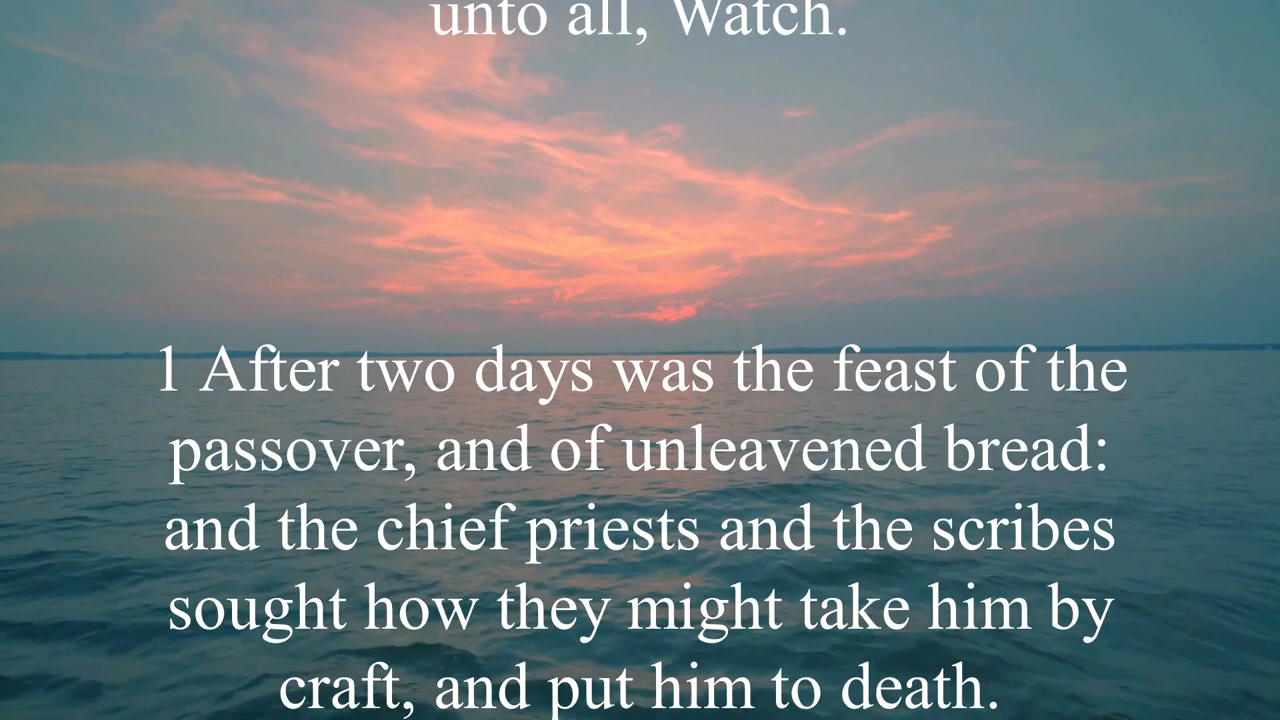 unto all, Watch.
1 After two days was the feast of the
passover, and of unleavened bread:
and the chief priests and the scribes
sought how they might take him by
craft, and put him to death.